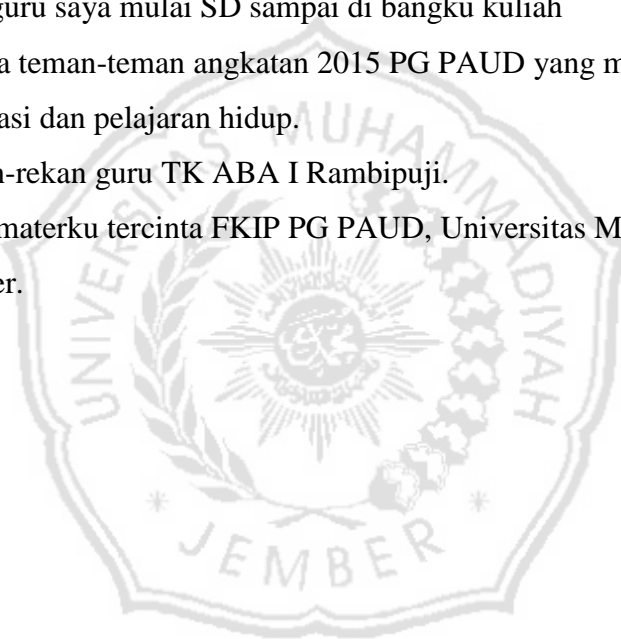 guru saya mulai SD sampai di bangku kuliah
a teman-teman angkatan 2015 PG PAUD yang m
asi dan pelajaran hidup.
n-rekan guru TK ABA I Rambipuji.
materku tercinta FKIP PG PAUD, Universitas M
er.
UNIVERSITAS MUHAMMADIYAH
JEMBER